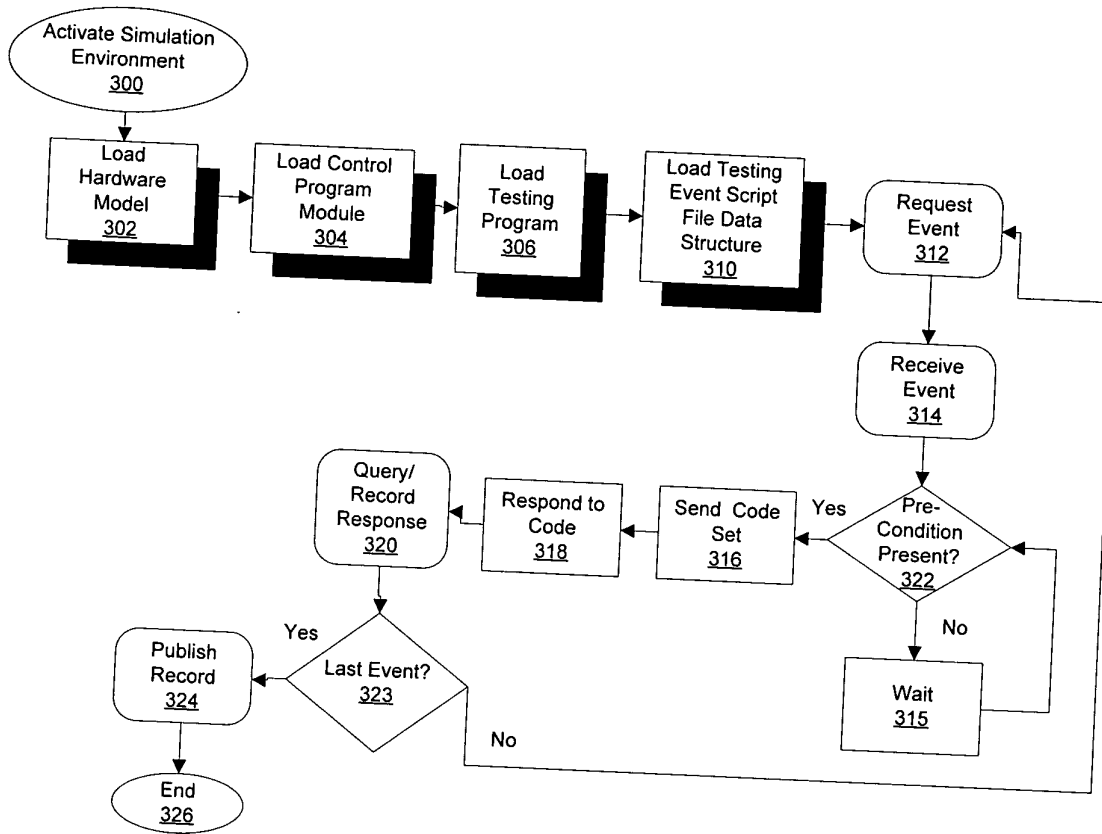 Activate Simulation
Environment
300
Load
Hardware
Model
302
Load Control
Program
Module
304
Load
Testing
Program
306
Load Testing
Event Script
File Data
Structure
310
Request
Event
312
Receive
Event
314
Pre-
Condition
Present?
322
Yes
No
Wait
315
Send Code
Set
316
Respond to
Code
318
Query/
Record
Response
320
Last Event?
323
Yes
No
Publish
Record
324
End
326